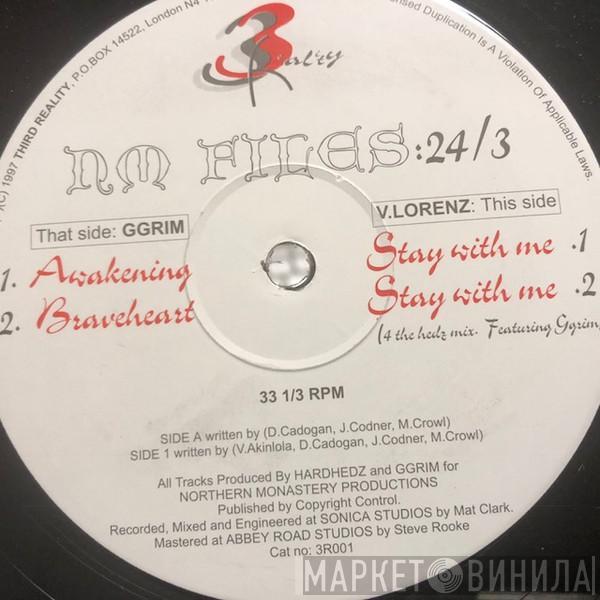 P.O.BOX 14522, London N4
Duplication Is A Violation Of Applicable Laws.
1997 THIRD REALITY,
3 Reality
NM FILES:24/3
That side: GGRIM
V.LORENZ: This side
1. Awakening
2. Braveheart
Stay with me .1
Stay with me .2
(4 the hedz mix. Featuring Ggrim
33 1/3 RPM
SIDE A written by (D.Cadogan, J.Codner, M.Crowl)
SIDE 1 written by (V.Akinlola, D.Cadogan, J.Codner, M.Crowl)
All Tracks Produced By HARDHEDZ and GGRIM for
NORTHERN MONASTERY PRODUCTIONS
Published by Copyright Control.
Recorded, Mixed and Engineered at SONICA STUDIOS by Mat Clark.
Mastered at ABBEY ROAD STUDIOS by Steve Rooke
Cat no: 3R001
МАРКЕТ ВИНИЛА